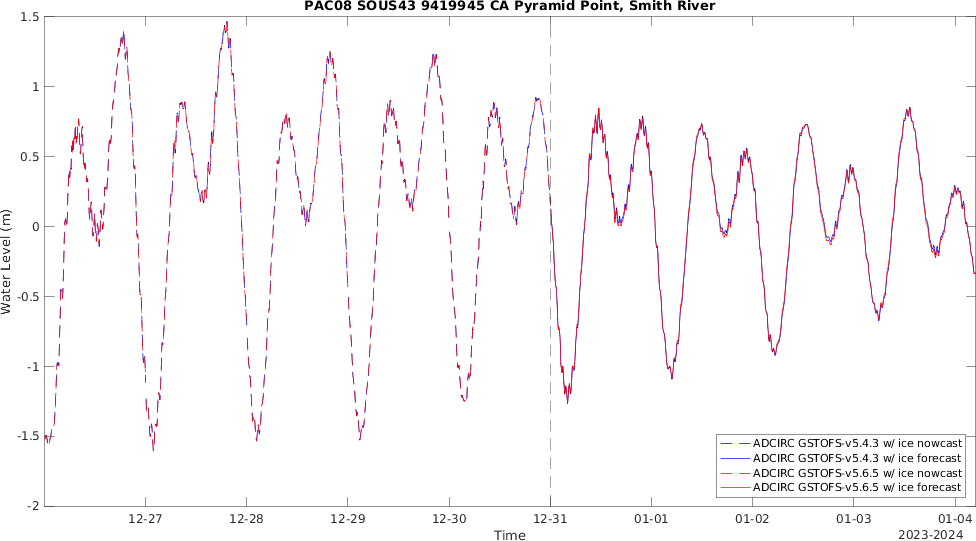 PAC08 SOUS43 9419945 CA Pyramid Point, Smith River
1.5
1
0.5
0
-0.5
-1
-1.5
-2
Water Level (m)
12-27 12-28 12-29 12-30 12-31 01-01 01-02 01-03 01-04
Time
2023-2024
ADCIRC GSTOFS-v5.4.3 w/ ice nowcast
ADCIRC GSTOFS-v5.4.3 w/ ice forecast
ADCIRC GSTOFS-v5.6.5 w/ ice nowcast
ADCIRC GSTOFS-v5.6.5 w/ ice forecast